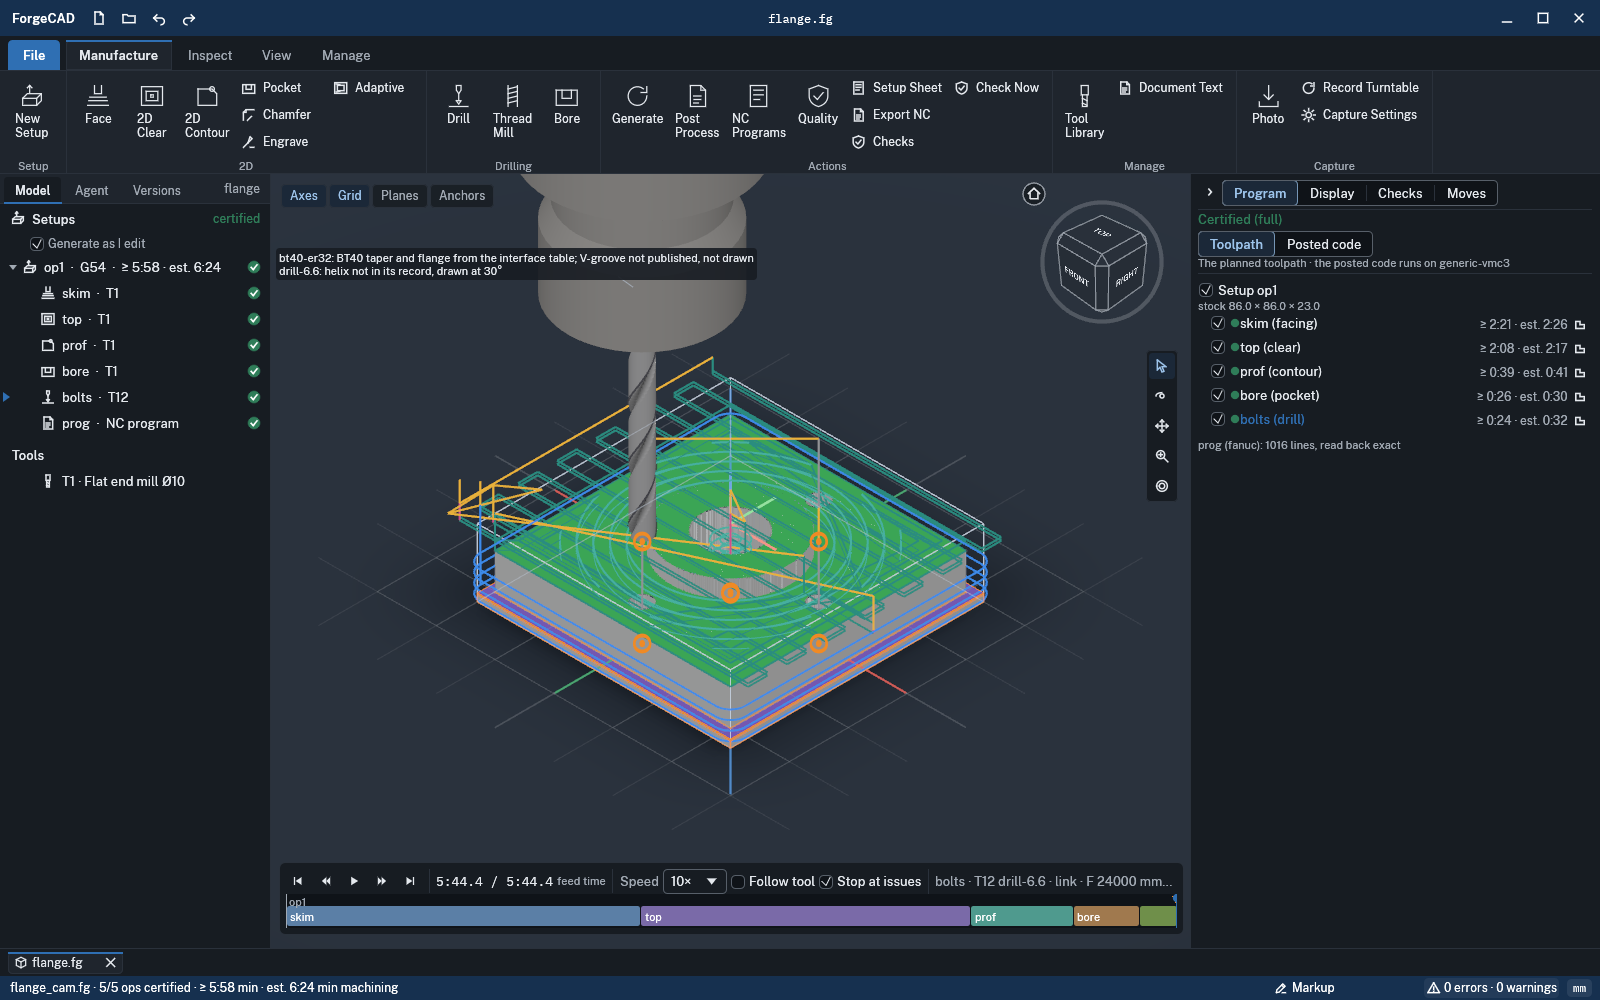 ForgeCAD
flange.fg
File
Manufacture
Inspect
View
Manage
New Setup
Face
2D Clear
2D Contour
Pocket
Chamfer
Engrave
Adaptive
Drill
Thread Mill
Bore
Generate
Post Process
NC Programs
Quality
Setup Sheet
Export NC
Checks
Check Now
Tool Library
Document Text
Photo
Record Turntable
Capture Settings
Setup
2D
Drilling
Actions
Manage
Capture
Model
Agent
Versions
flange
Setups
certified
Generate as I edit
op1 · G54 · ≥ 5:58 · est. 6:24
skim · T1
top · T1
prof · T1
bore · T1
bolts · T12
prog · NC program
Tools
T1 · Flat end mill Ø10
Axes
Grid
Planes
Anchors
bt40-er32: BT40 taper and flange from the interface table; V-groove not published, not drawn
drill-6.6: helix not in its record, drawn at 30°
TOP
FRONT
RIGHT
5:44.4 / 5:44.4 feed time
Speed
10×
Follow tool
Stop at issues
bolts · T12 drill-6.6 · link · F 24000 mm...
op1
skim
top
prof
bore
Program
Display
Checks
Moves
Certified (full)
Toolpath
Posted code
The planned toolpath · the posted code runs on generic-vmc3
Setup op1
stock 86.0 × 86.0 × 23.0
skim (facing) ≥ 2:21 · est. 2:26
top (clear) ≥ 2:08 · est. 2:17
prof (contour) ≥ 0:39 · est. 0:41
bore (pocket) ≥ 0:26 · est. 0:30
bolts (drill) ≥ 0:24 · est. 0:32
prog (fanuc): 1016 lines, read back exact
flange.fg
flange_cam.fg · 5/5 ops certified · ≥ 5:58 min · est. 6:24 min machining
Markup
0 errors · 0 warnings
mm